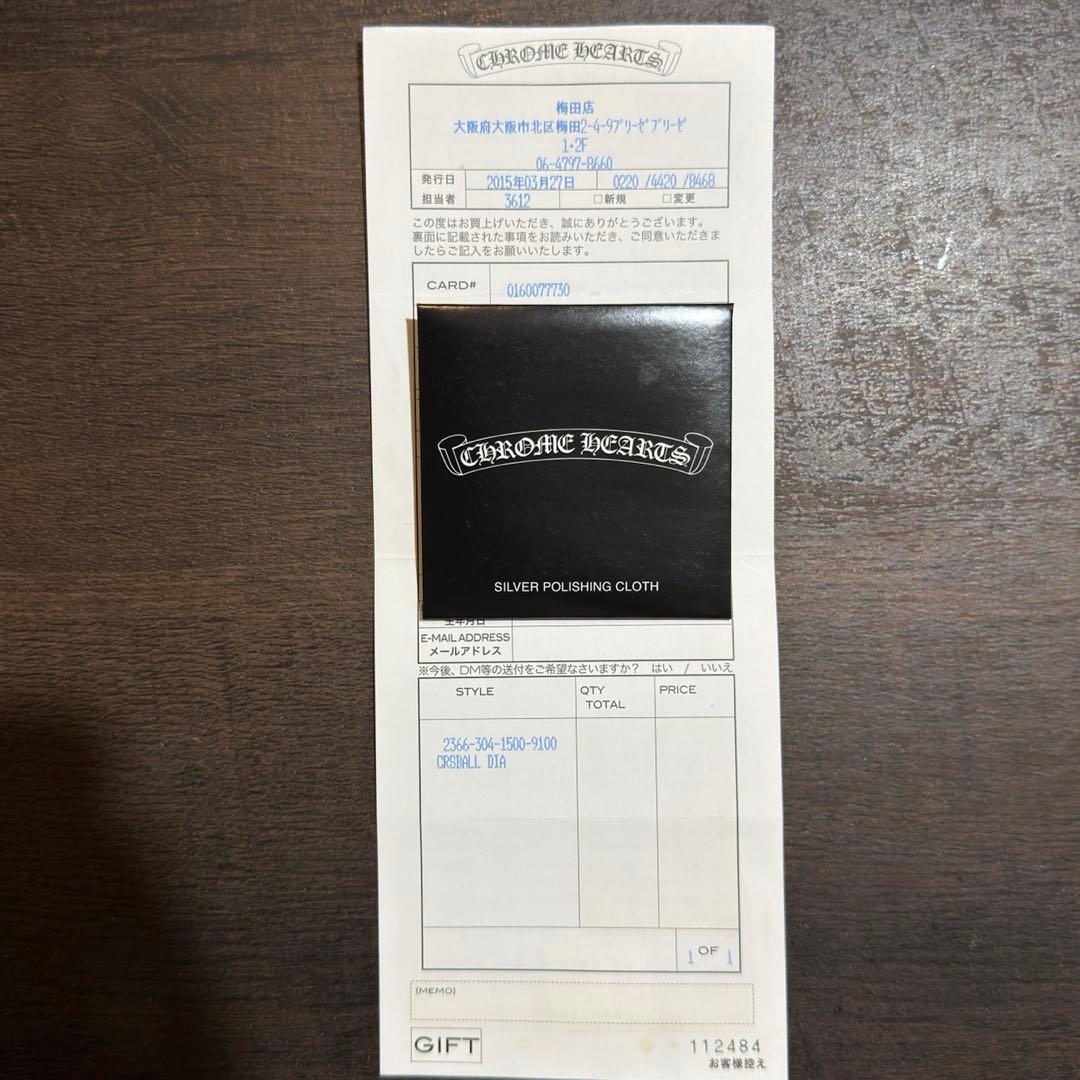 CHROME HEARTS
梅田店
大阪府大阪市北区梅田2-4-9ﾌﾞﾘｰｾﾞﾌﾞﾘｰｾﾞ
1・2F
06-4797-8660
発行日 2015年03月27日 0220 /4420 /8468
担当者 3612 □新規 □変更
この度はお買上げいただき、誠にありがとうございます。
裏面に記載された事項をお読みいただき、ご同意いただきま
したらご記入をお願いいたします。
CARD# 0160077730
CHROME HEARTS
SILVER POLISHING CLOTH
生年月日
E-MAIL ADDRESS
メールアドレス
※今後、DM等の送付をご希望なさいますか? はい / いいえ
STYLE QTY PRICE
TOTAL
2366-304-1500-9100
CRSBALL DIA
1 OF 1
(MEMO)
GIFT 112484
お客様控え